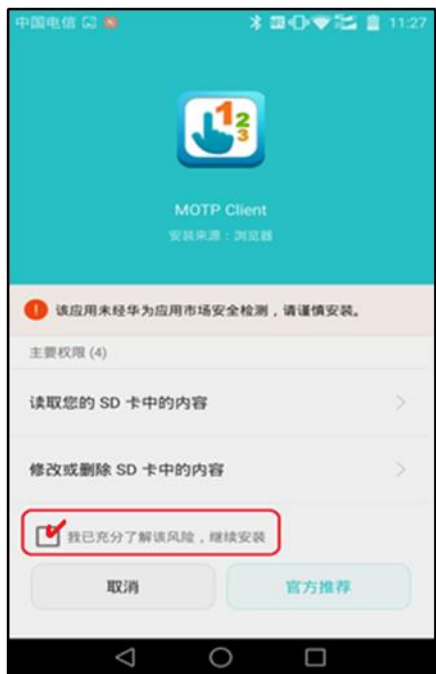 中国电信
11:27
123
MOTP Client
安装来源：浏览器
该应用未经华为应用市场安全检测，请谨慎安装。
主要权限 (4)
读取您的 SD 卡中的内容
修改或删除 SD 卡中的内容
我已充分了解该风险，继续安装
取消
官方推荐